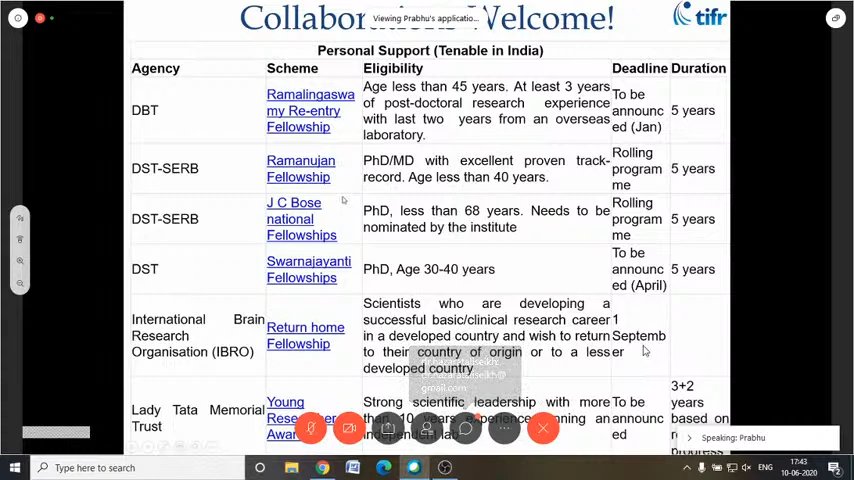 Collaborations Welcome!
Viewing Prabhu's applicatio...
tifr
Personal Support (Tenable in India)
Agency Scheme Eligibility Deadline Duration
DBT
Ramalingaswa
my Re-entry
Fellowship
Age less than 45 years. At least 3 years
of post-doctoral research experience
with last two years from an overseas
laboratory.
To be
announc
ed (Jan)
5 years
DST-SERB
Ramanujan
Fellowship
PhD/MD with excellent proven track-
record. Age less than 40 years.
Rolling
program
me
5 years
DST-SERB
J C Bose
national
Fellowships
PhD, less than 68 years. Needs to be
nominated by the institute
Rolling
program
me
5 years
DST
Swarnajayanti
Fellowships
PhD, Age 30-40 years
To be
announc
ed (April)
5 years
International Brain
Research
Organisation (IBRO)
Return home
Fellowship
Scientists who are developing a
successful basic/clinical research career
in a developed country and wish to return
to their country of origin or to a less
developed country
1
Septemb
er
gmail.com
Lady Tata Memorial
Trust
Young
Strong scientific leadership with more
than 10 years experience running an
independent lab
To be
announc
ed
3+2
years
based on
progress
Speaking: Prabhu
Type here to search
ENG
17:43
10-06-2020